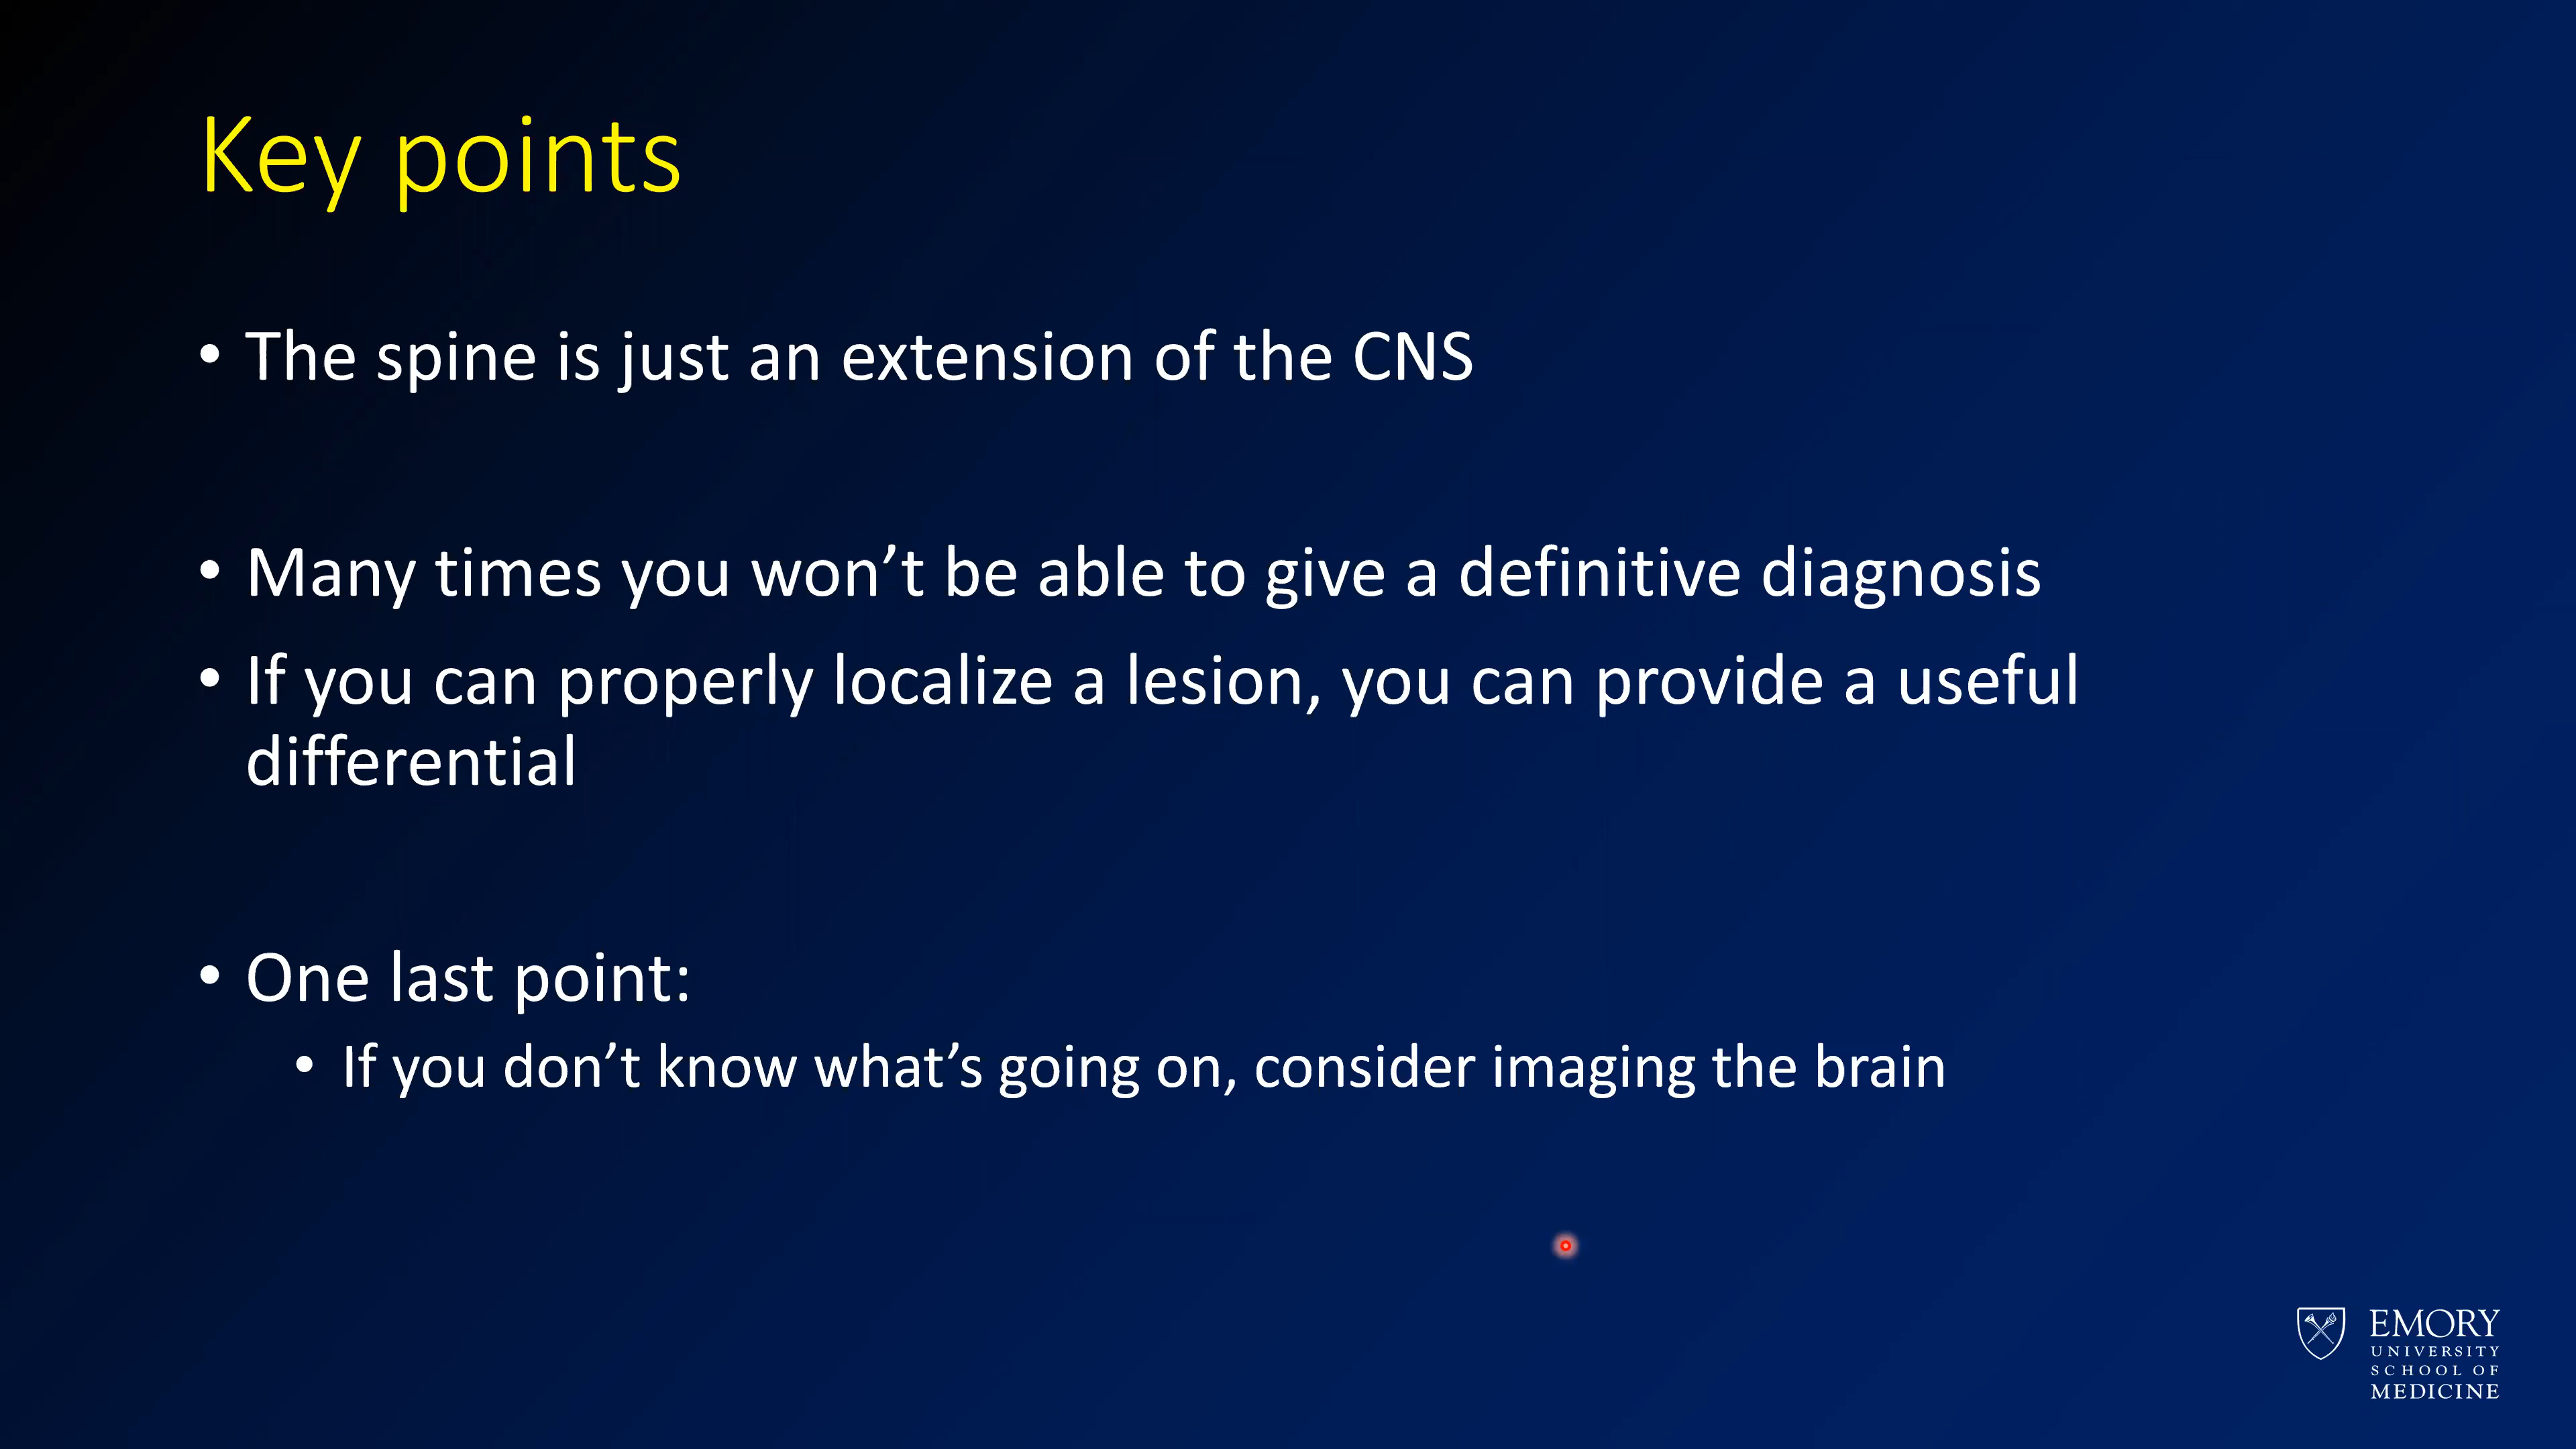 Key points
• The spine is just an extension of the CNS
• Many times you won’t be able to give a definitive diagnosis
• If you can properly localize a lesion, you can provide a useful
differential
• One last point:
• If you don’t know what’s going on, consider imaging the brain
EMORY
UNIVERSITY
SCHOOL OF
MEDICINE